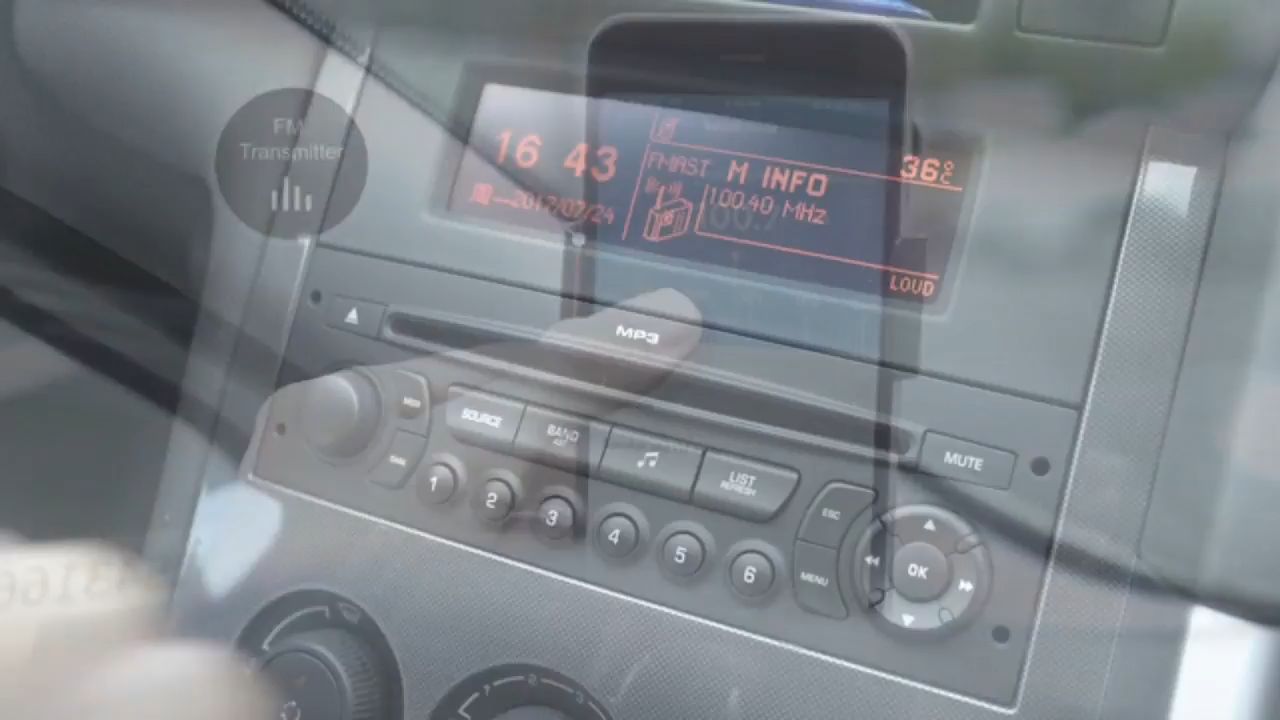 FM
Transmitter
16 43
2017/07/24
FMAST M INFO
100.40 MHz
36°C
LOUD
MP3
SOURCE
BAND
AST
LIST
REFRESH
MUTE
1
2
3
4
5
6
ESC
MENU
OK